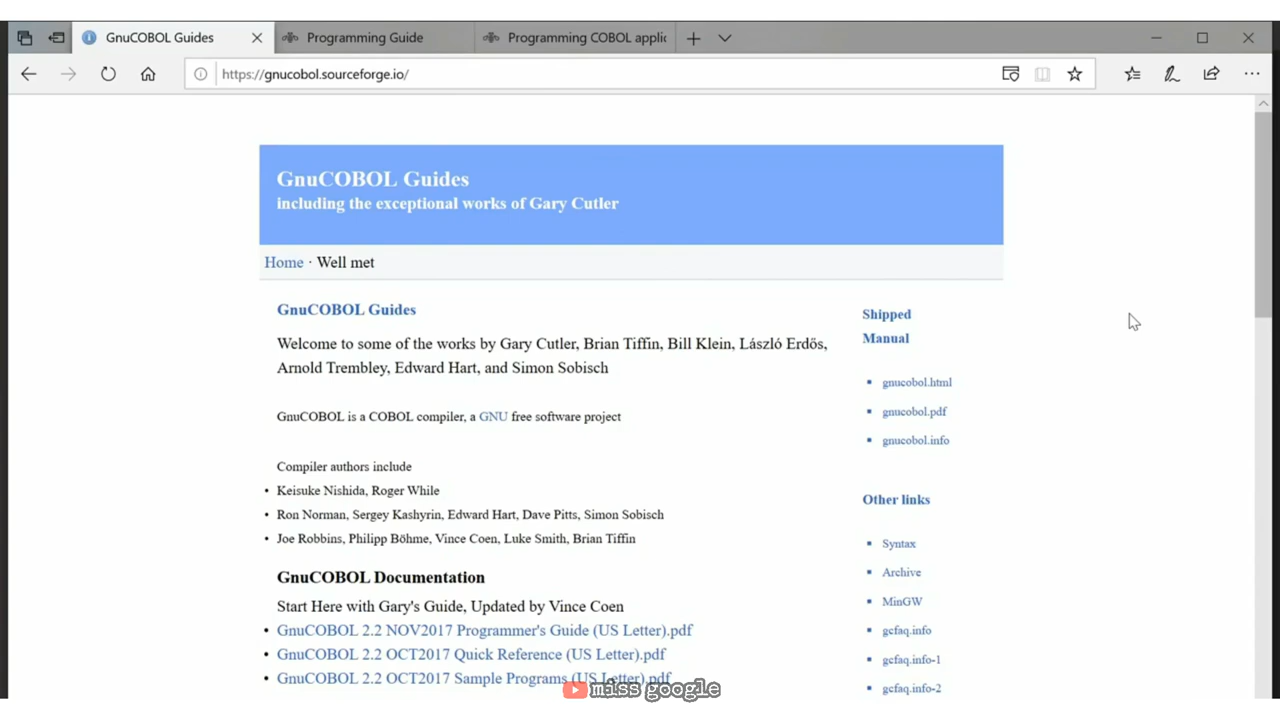 GnuCOBOL Guides
Programming Guide
Programming COBOL applic
https://gnucobol.sourceforge.io/
GnuCOBOL Guides
including the exceptional works of Gary Cutler
Home · Well met
GnuCOBOL Guides
Welcome to some of the works by Gary Cutler, Brian Tiffin, Bill Klein, László Erdős,
Arnold Trembley, Edward Hart, and Simon Sobisch
GnuCOBOL is a COBOL compiler, a GNU free software project
Compiler authors include
• Keisuke Nishida, Roger While
• Ron Norman, Sergey Kashyrin, Edward Hart, Dave Pitts, Simon Sobisch
• Joe Robbins, Philipp Böhme, Vince Coen, Luke Smith, Brian Tiffin
GnuCOBOL Documentation
Start Here with Gary's Guide, Updated by Vince Coen
• GnuCOBOL 2.2 NOV2017 Programmer's Guide (US Letter).pdf
• GnuCOBOL 2.2 OCT2017 Quick Reference (US Letter).pdf
• GnuCOBOL 2.2 OCT2017 Sample Programs (US Letter).pdf
Shipped
Manual
gnucobol.html
gnucobol.pdf
gnucobol.info
Other links
Syntax
Archive
MinGW
gcfaq.info
gcfaq.info-1
gcfaq.info-2
miss google